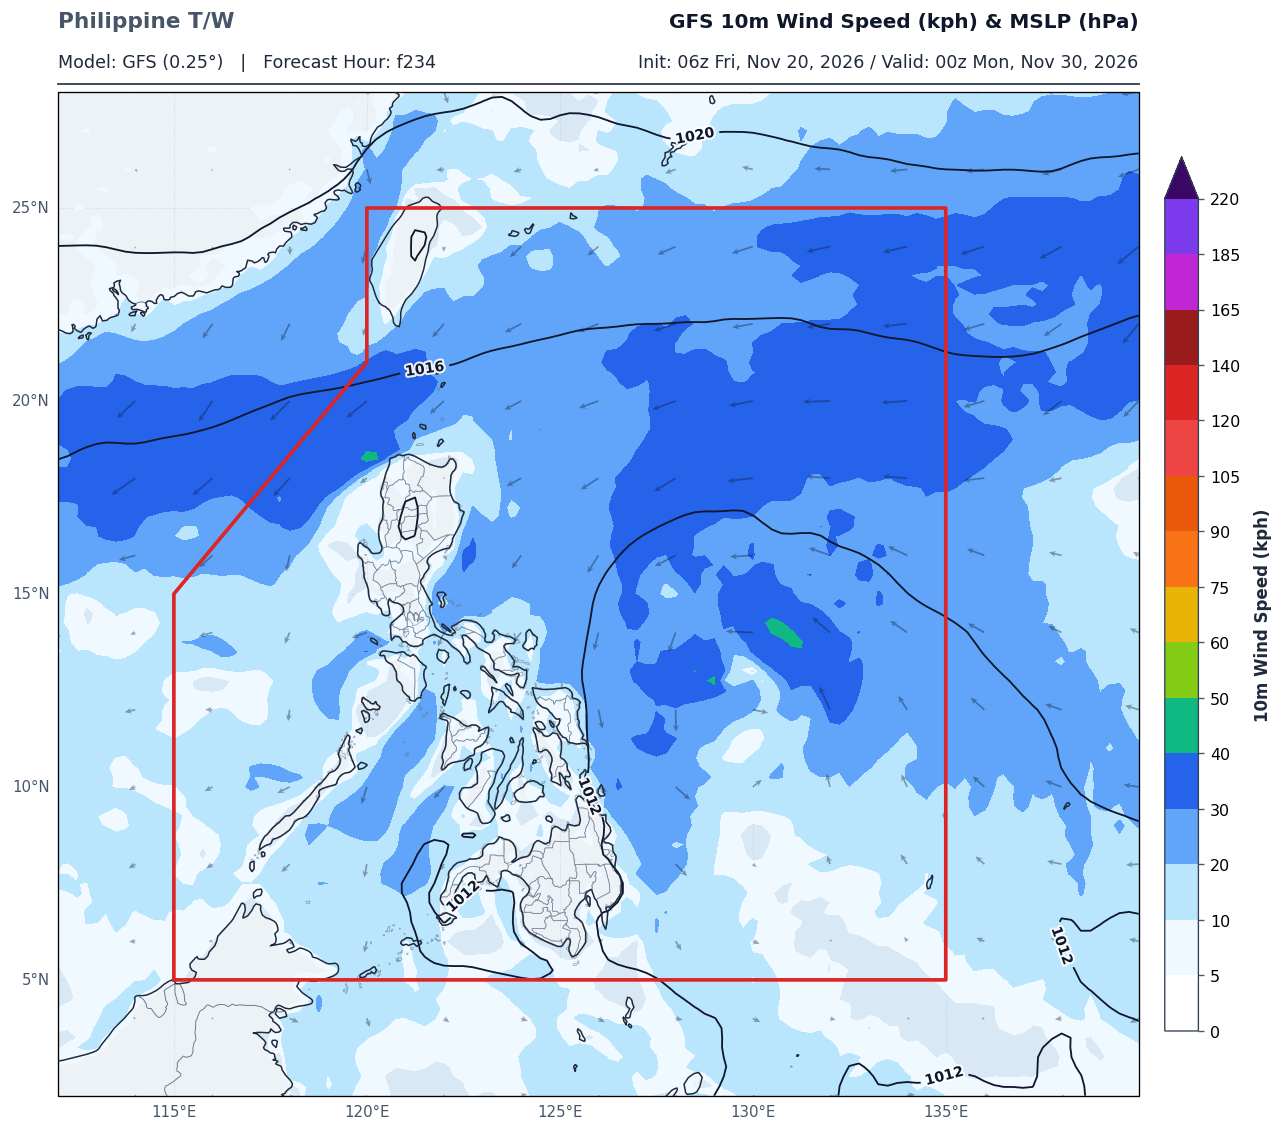 Philippine T/W
GFS 10m Wind Speed (kph) & MSLP (hPa)
Model: GFS (0.25°) | Forecast Hour: f234
Init: 06z Fri, Nov 20, 2026 / Valid: 00z Mon, Nov 30, 2026
1020
1016
1012
1012
1012
1012
25°N
20°N
15°N
10°N
5°N
115°E
120°E
125°E
130°E
135°E
220
185
165
140
120
105
90
75
60
50
40
30
20
10
5
0
10m Wind Speed (kph)